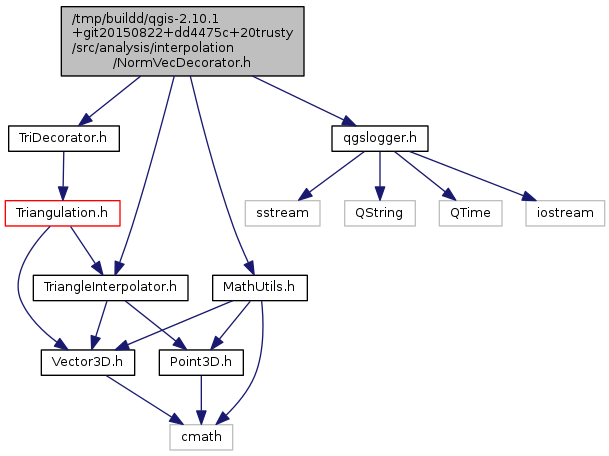 /tmp/buildd/qgis-2.10.1
+git20150822+dd4475c+20trusty
/src/analysis/interpolation
/NormVecDecorator.h
TriDecorator.h
qgslogger.h
Triangulation.h
sstream
QString
QTime
iostream
TriangleInterpolator.h
MathUtils.h
Vector3D.h
Point3D.h
cmath